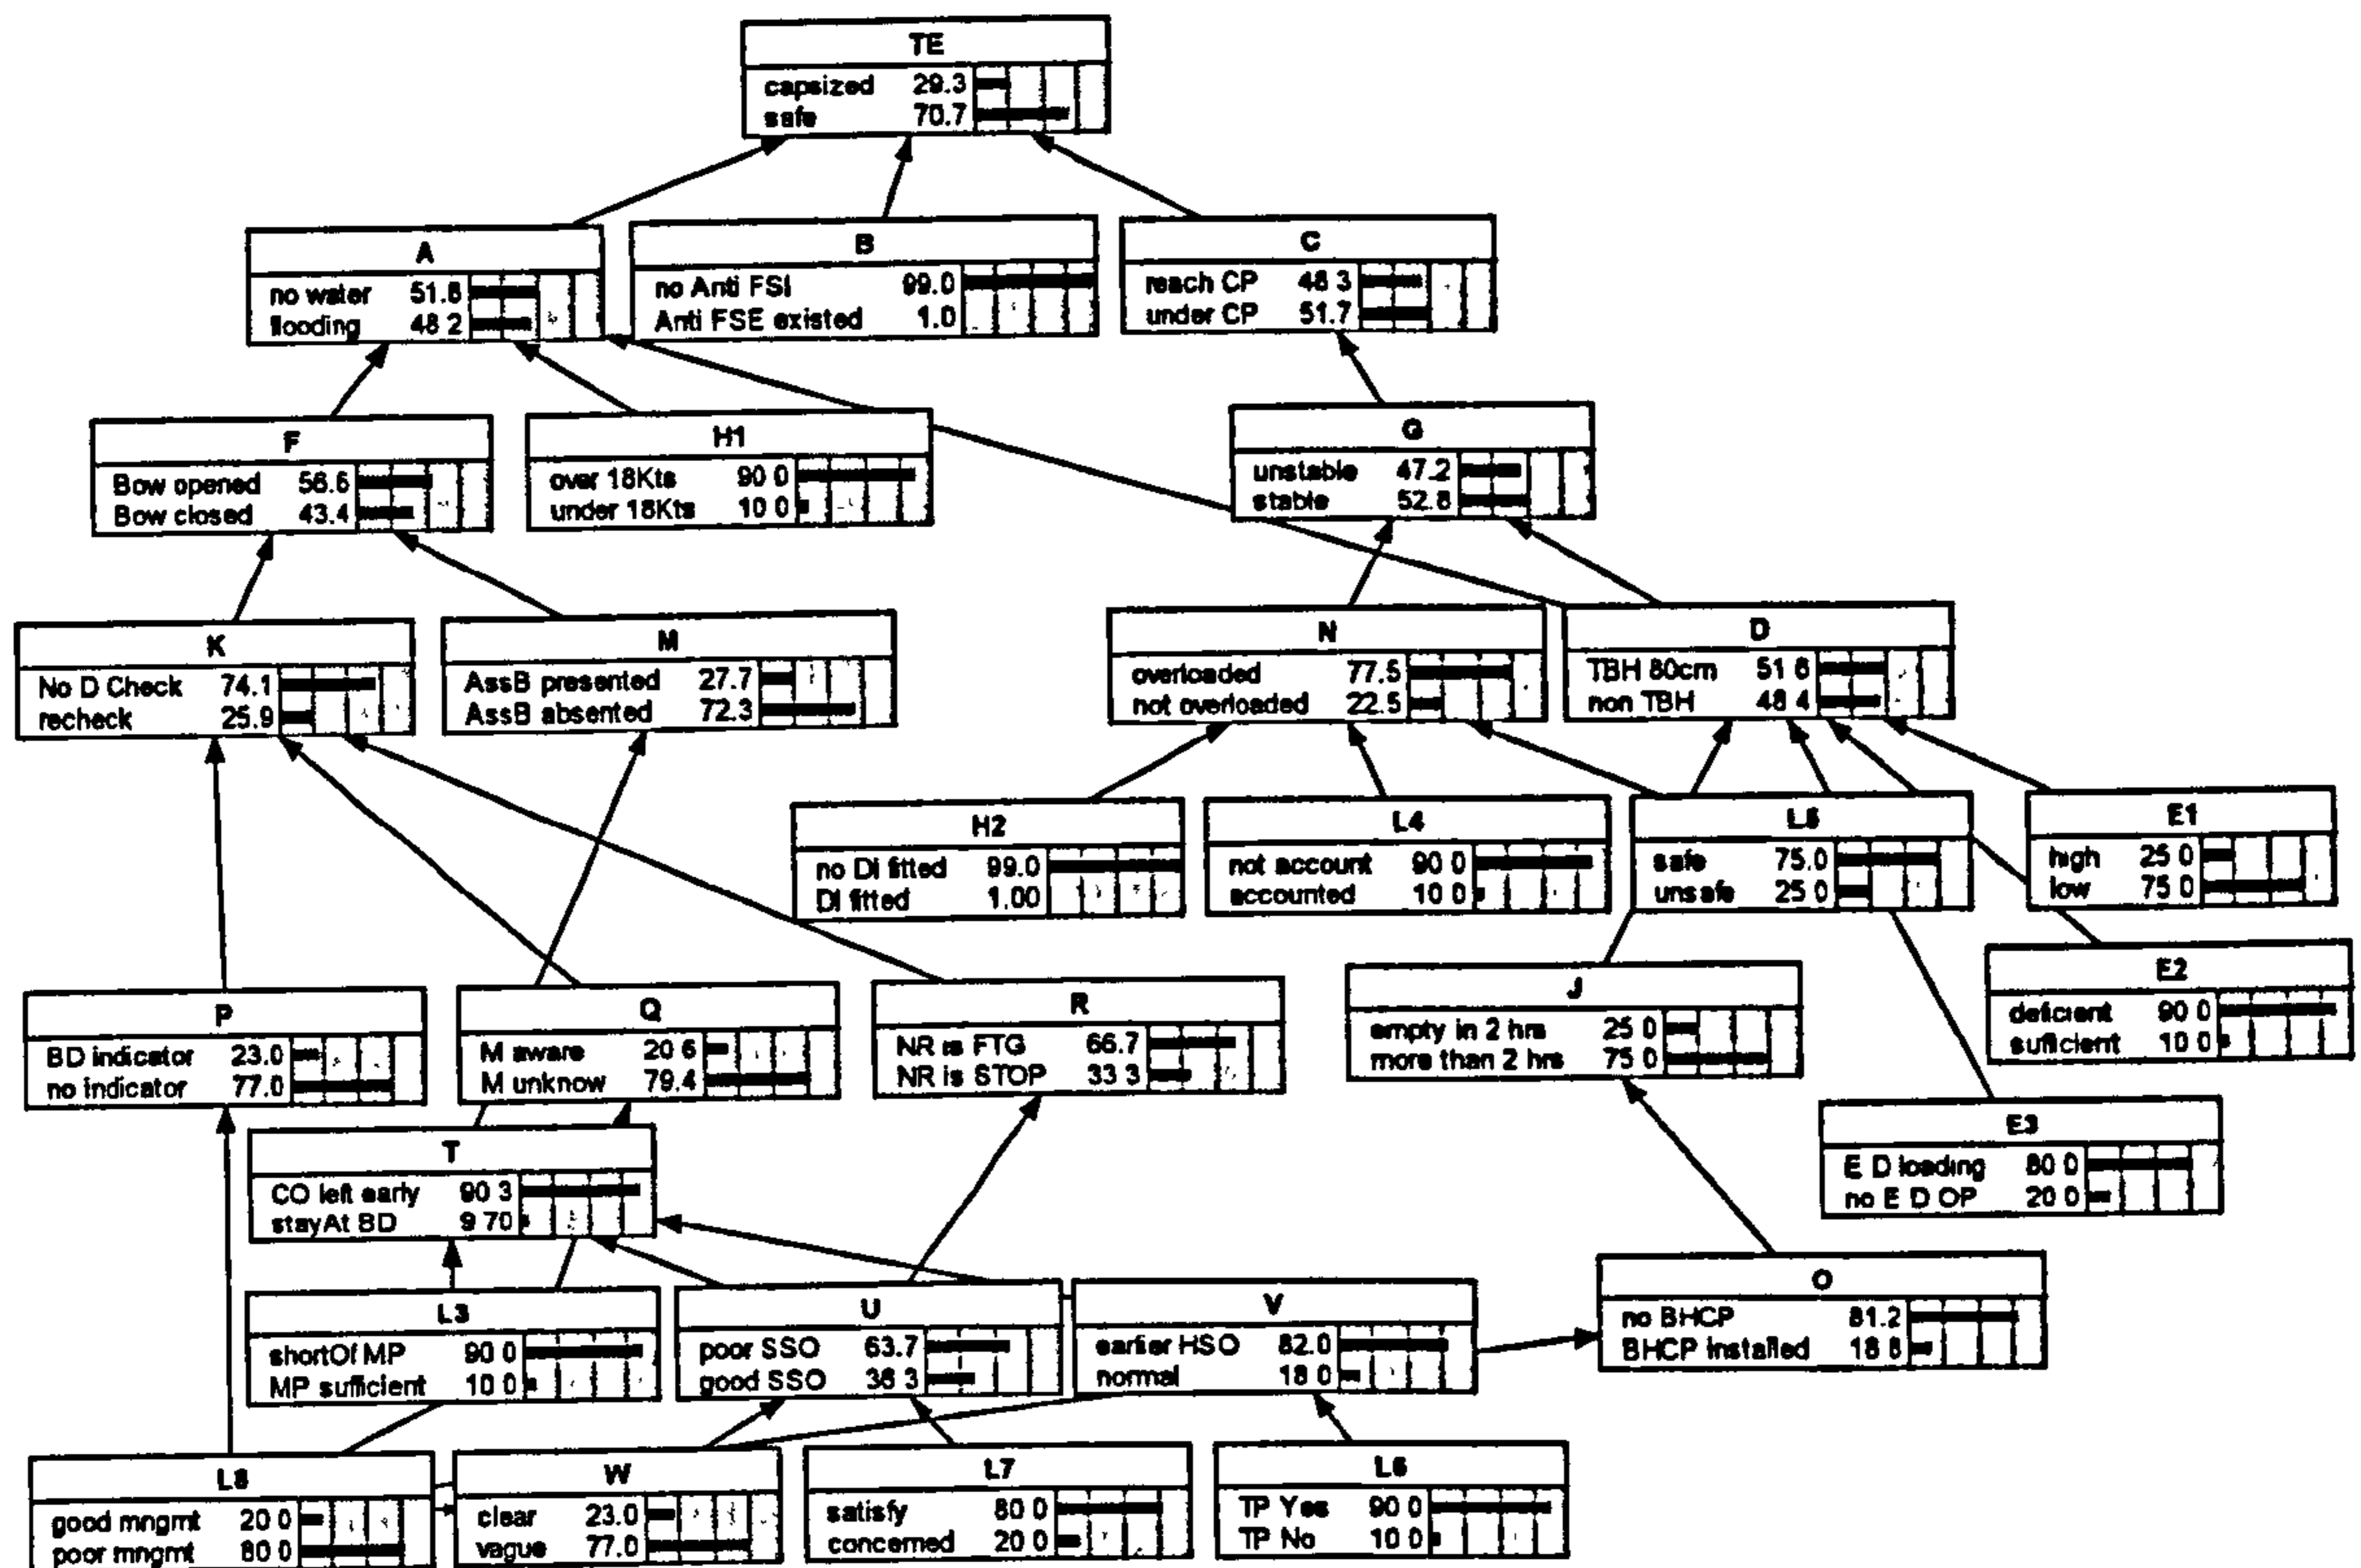 TE
capsized 29.3
safe 70.7
A
no water 51.8
flooding 48 2
B
no Anti FSI 99.0
Anti FSE existed 1.0
C
reach CP 48 3
under CP 51.7
F
Bow opened 56.6
Bow closed 43.4
H1
over 18Kts 90 0
under 18Kts 10 0
G
unstable 47.2
stable 52.8
K
No D Check 74.1
recheck 25.9
M
AssB presented 27.7
AssB absented 72.3
N
overloaded 77.5
not overloaded 22.5
D
TBH 80cm 51 6
non TBH 48 4
H2
no DI fitted 99.0
DI fitted 1.00
L4
not account 90 0
accounted 10 0
L5
safe 75.0
unsafe 25 0
E1
high 25 0
low 75 0
P
BD indicator 23.0
no indicator 77.0
Q
M aware 20 6
M unknow 79.4
R
NR is FTG 66.7
NR is STOP 33 3
J
empty in 2 hrs 25 0
more than 2 hrs 75 0
E2
deficient 90 0
sufficient 10 0
T
CO left early 90 3
stayAt BD 9 70
E3
E D loading 80 0
no E D OP 20 0
L3
shortOf MP 90 0
MP sufficient 10 0
U
poor SSO 63.7
good SSO 36 3
V
earlier HSO 82.0
normal 18 0
O
no BHCP 81.2
BHCP installed 18 8
L8
good mngmt 20 0
poor mngmt 80 0
W
clear 23.0
vague 77.0
L7
satisfy 80 0
concerned 20 0
L6
TP Yes 90 0
TP No 10 0